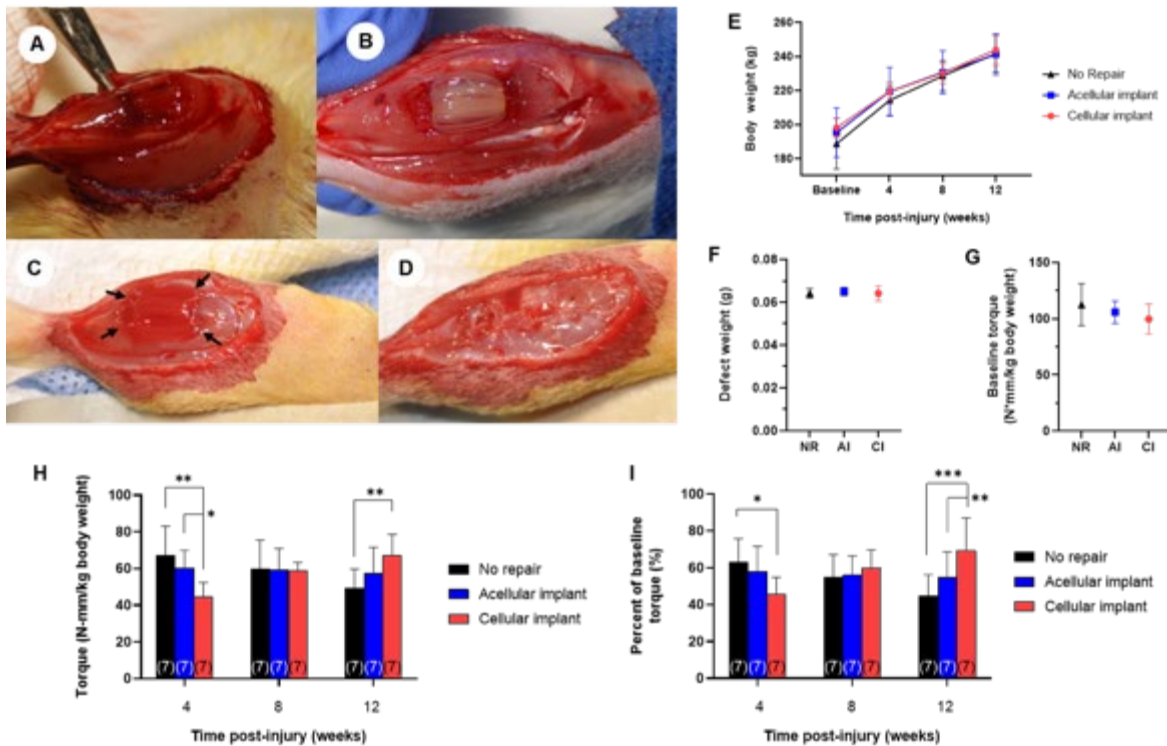 A
B
C
D
E
Body weight (kg)
260
240
220
200
180
Baseline 4 8 12
Time post-injury (weeks)
No Repair
Acellular implant
Cellular implant
F
Defect weight (g)
0.08
0.06
0.04
0.02
0.00
NR AI CI
G
Baseline torque
(N*mm/kg body weight)
150
100
50
0
NR AI CI
H
Torque (N-mm/kg body weight)
100
80
60
40
20
0
** * **
(7) (7) (7) (7) (7) (7) (7) (7) (7)
4 8 12
Time post-injury (weeks)
No repair
Acellular implant
Cellular implant
I
Percent of baseline
torque (%)
100
80
60
40
20
0
* *** **
(7) (7) (7) (7) (7) (7) (7) (7) (7)
4 8 12
Time post-injury (weeks)
No repair
Acellular implant
Cellular implant